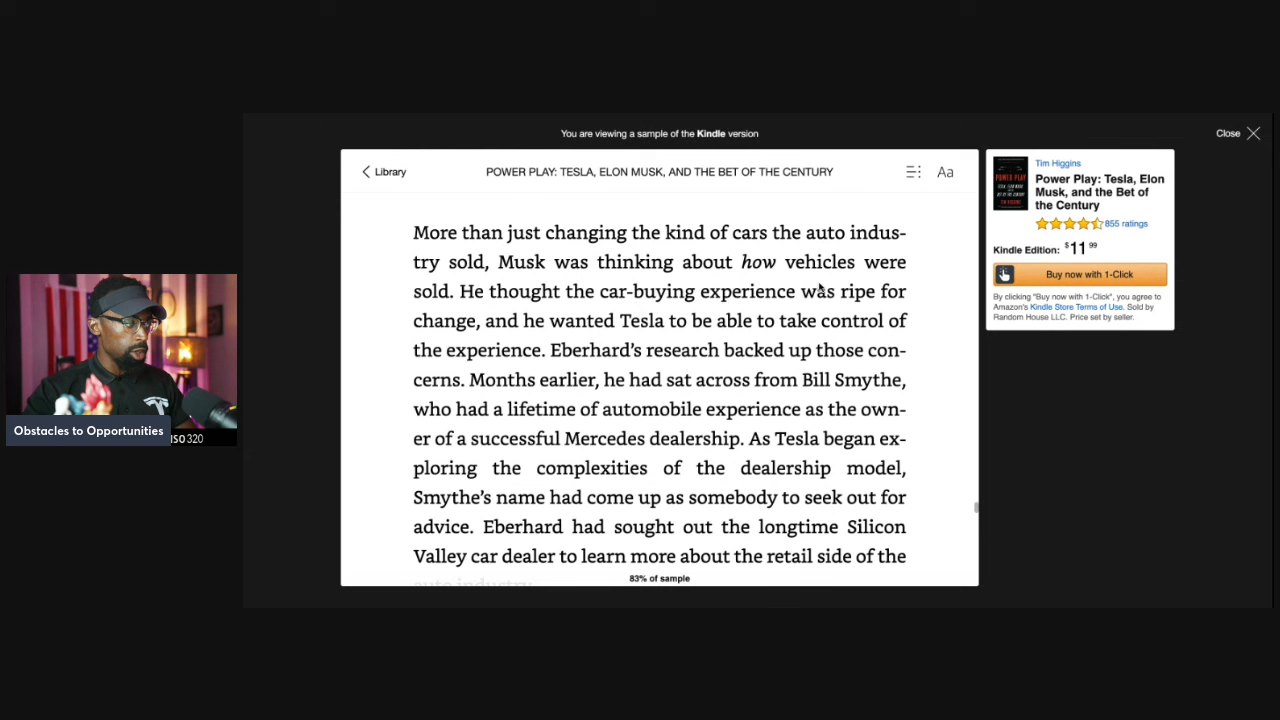 You are viewing a sample of the Kindle version
Close
Library
POWER PLAY: TESLA, ELON MUSK, AND THE BET OF THE CENTURY
Aa
More than just changing the kind of cars the auto indus-
try sold, Musk was thinking about how vehicles were
sold. He thought the car-buying experience was ripe for
change, and he wanted Tesla to be able to take control of
the experience. Eberhard's research backed up those con-
cerns. Months earlier, he had sat across from Bill Smythe,
who had a lifetime of automobile experience as the own-
er of a successful Mercedes dealership. As Tesla began ex-
ploring the complexities of the dealership model,
Smythe's name had come up as somebody to seek out for
advice. Eberhard had sought out the longtime Silicon
Valley car dealer to learn more about the retail side of the
auto industry.
83% of sample
POWER PLAY
Tim Higgins
Power Play: Tesla, Elon
Musk, and the Bet of
the Century
855 ratings
Kindle Edition: $11 99
Buy now with 1-Click
By clicking "Buy now with 1-Click", you agree to
Amazon's Kindle Store Terms of Use. Sold by
Random House LLC. Price set by seller.
Obstacles to Opportunities
ISO 320